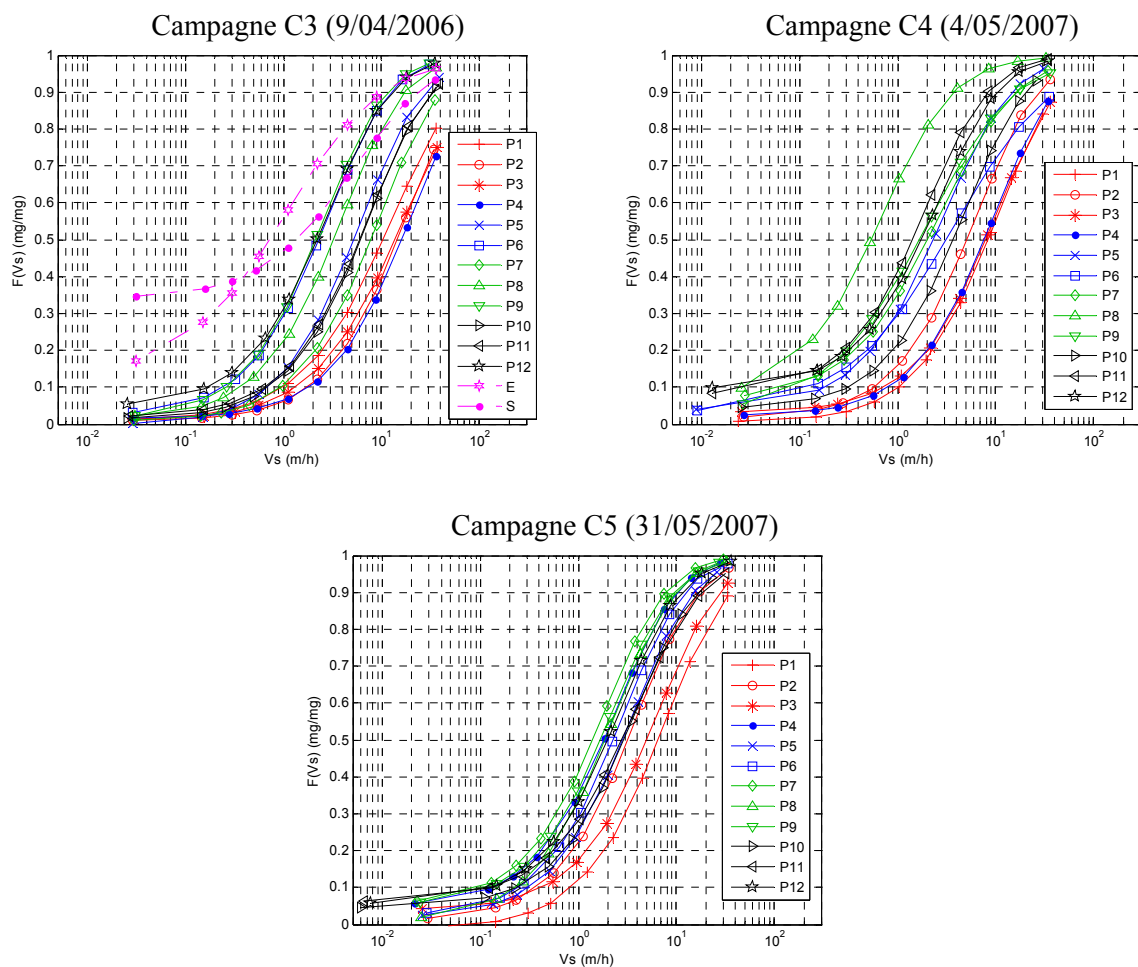 Campagne C3 (9/04/2006)
F(Vs) (mg/mg)
1
0.9
0.8
0.7
0.6
0.5
0.4
0.3
0.2
0.1
0
10^-2
10^-1
10^0
10^1
10^2
Vs (m/h)
P1
P2
P3
P4
P5
P6
P7
P8
P9
P10
P11
P12
E
S
Campagne C4 (4/05/2007)
F(Vs) (mg/mg)
1
0.9
0.8
0.7
0.6
0.5
0.4
0.3
0.2
0.1
0
10^-2
10^-1
10^0
10^1
10^2
Vs (m/h)
P1
P2
P3
P4
P5
P6
P7
P8
P9
P10
P11
P12
Campagne C5 (31/05/2007)
F(Vs) (mg/mg)
1
0.9
0.8
0.7
0.6
0.5
0.4
0.3
0.2
0.1
0
10^-2
10^-1
10^0
10^1
10^2
Vs (m/h)
P1
P2
P3
P4
P5
P6
P7
P8
P9
P10
P11
P12